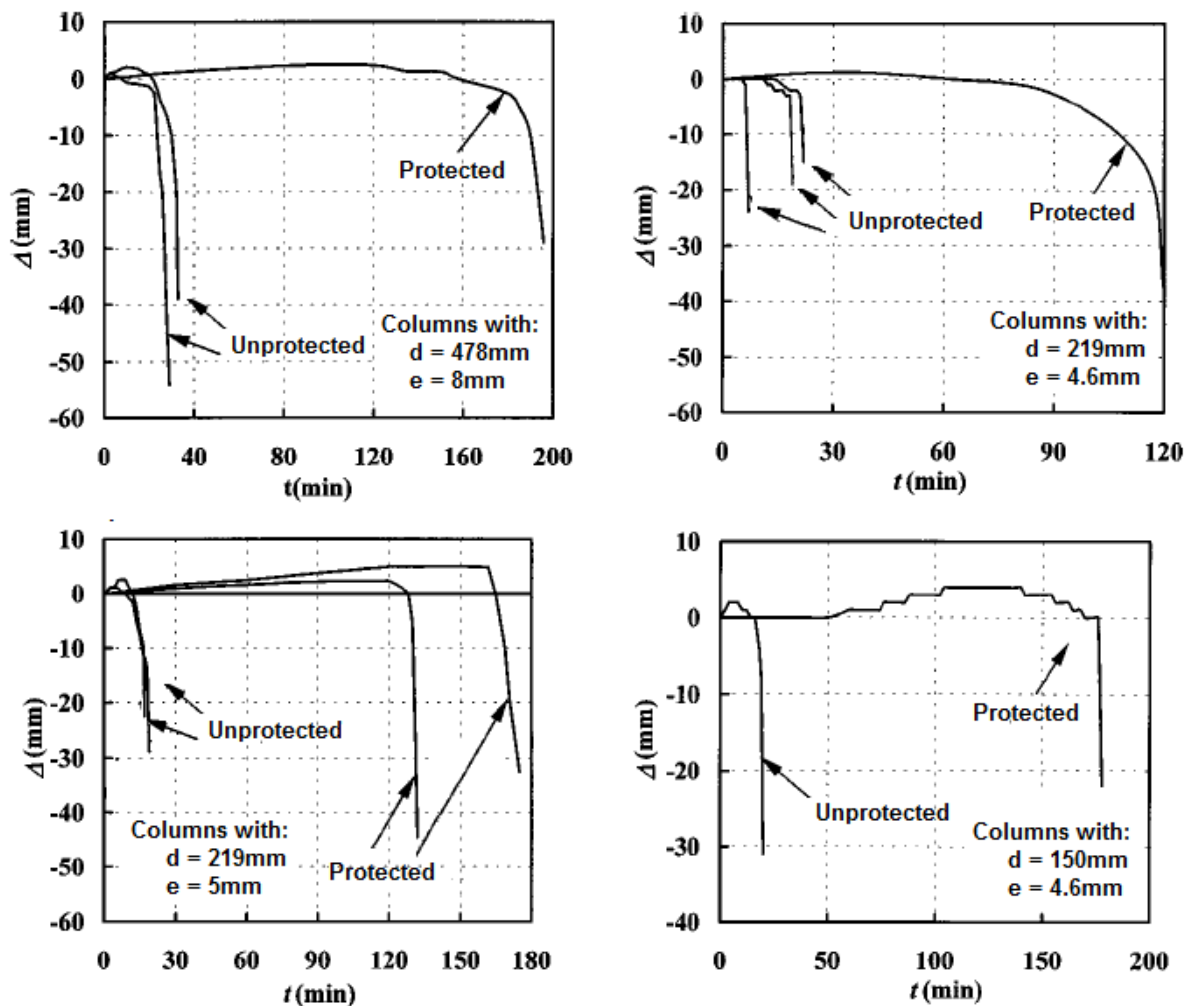 10
0
-10
-20
-30
-40
-50
-60
Δ (mm)
Protected
Unprotected
Columns with:
d = 478mm
e = 8mm
0 40 80 120 160 200
t(min)
10
0
-10
-20
-30
-40
-50
-60
Δ (mm)
Unprotected
Protected
Columns with:
d = 219mm
e = 4.6mm
0 30 60 90 120
t (min)
10
0
-10
-20
-30
-40
-50
-60
Δ (mm)
Unprotected
Columns with:
d = 219mm
e = 5mm
Protected
0 30 60 90 120 150 180
t (min)
10
0
-10
-20
-30
-40
Δ (mm)
Protected
Unprotected
Columns with:
d = 150mm
e = 4.6mm
0 50 100 150 200
t (min)